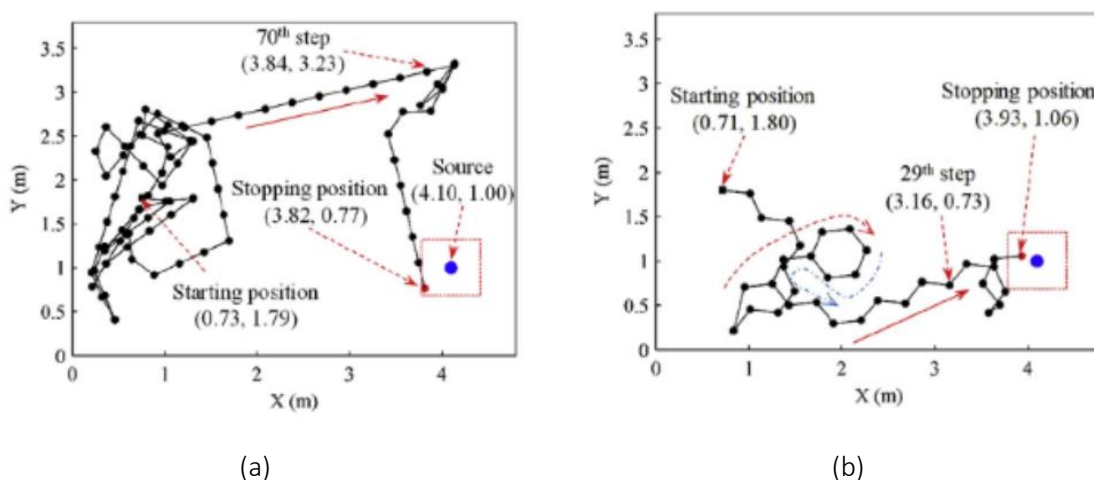 3.5
3
2.5
2
1.5
1
0.5
0
Y (m)
70th step
(3.84, 3.23)
Source
(4.10, 1.00)
Stopping position
(3.82, 0.77)
Starting position
(0.73, 1.79)
0 1 2 3 4
X (m)
(a)
3.5
3
2.5
2
1.5
1
0.5
0
Y (m)
Starting position
(0.71, 1.80)
Stopping position
(3.93, 1.06)
29th step
(3.16, 0.73)
0 1 2 3 4
X (m)
(b)